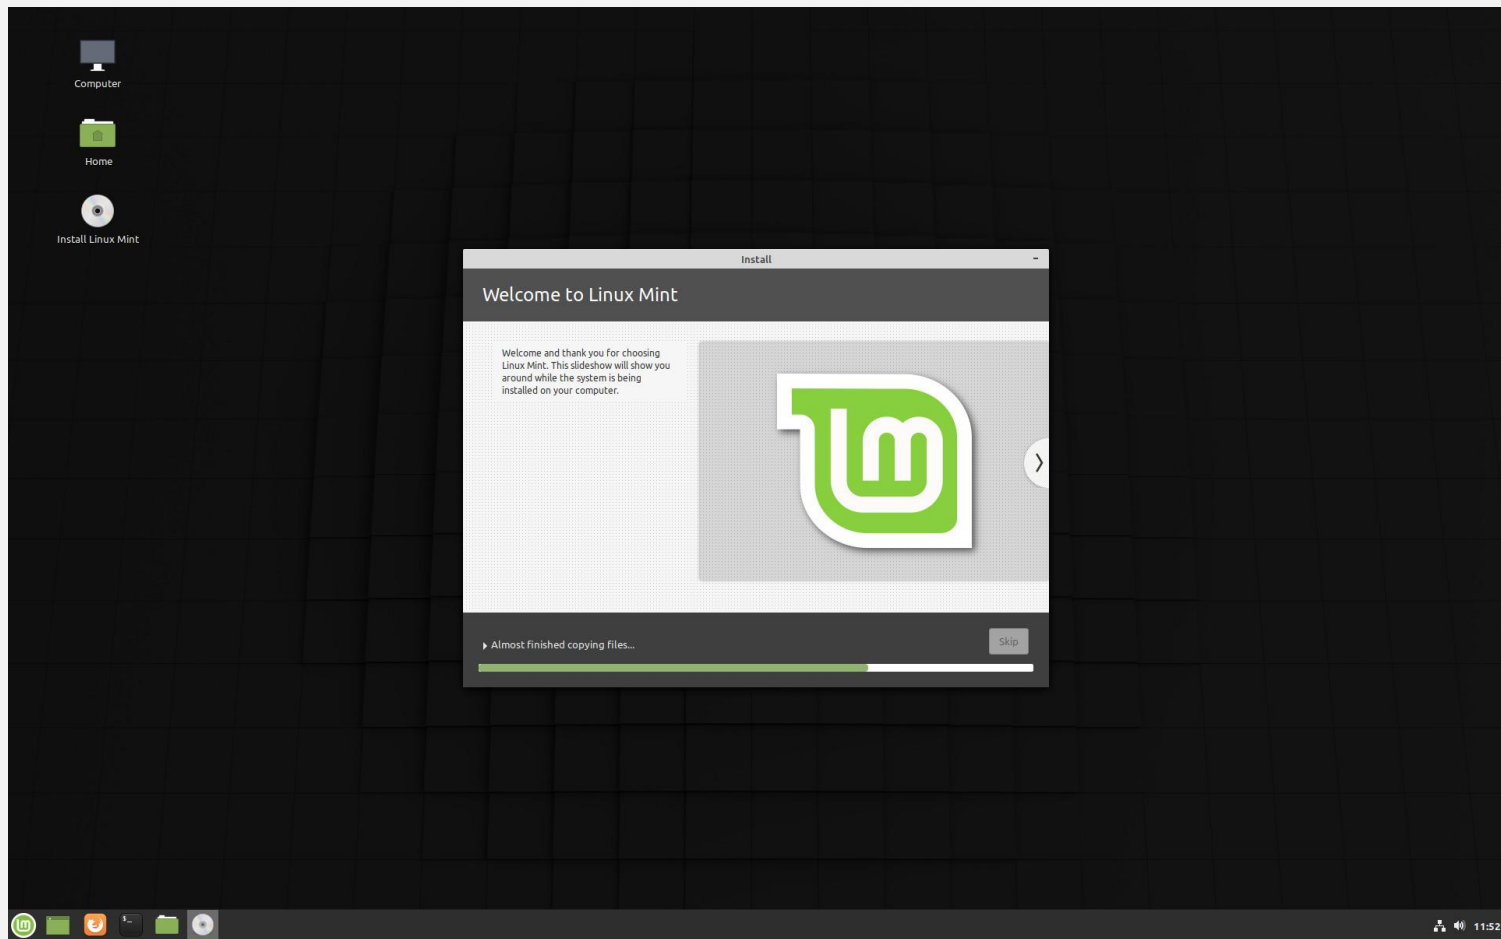 Computer
Home
Install Linux Mint
Install
Welcome to Linux Mint
Welcome and thank you for choosing
Linux Mint. This slideshow will show you
around while the system is being
installed on your computer.
lm
Almost finished copying files...
Skip
lm
$_
11:52